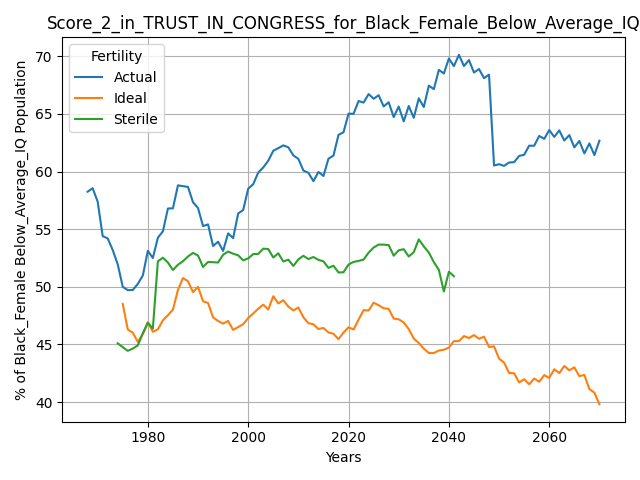 Score_2_in_TRUST_IN_CONGRESS_for_Black_Female_Below_Average_IQ
% of Black_Female Below_Average_IQ Population
70
65
60
55
50
45
40
Fertility
Actual
Ideal
Sterile
1980
2000
2020
2040
2060
Years